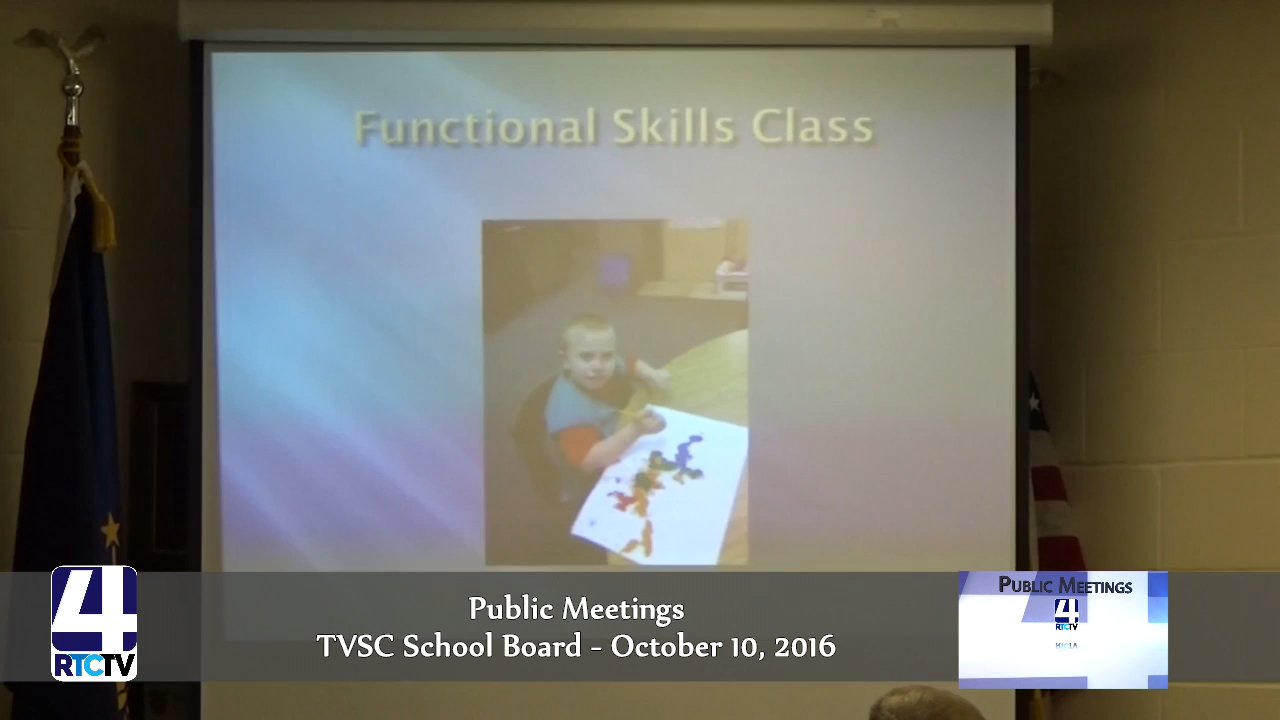 Functional Skills Class
4
RTCTV
Public Meetings
TVSC School Board - October 10, 2016
Public Meetings
4
RTCTV